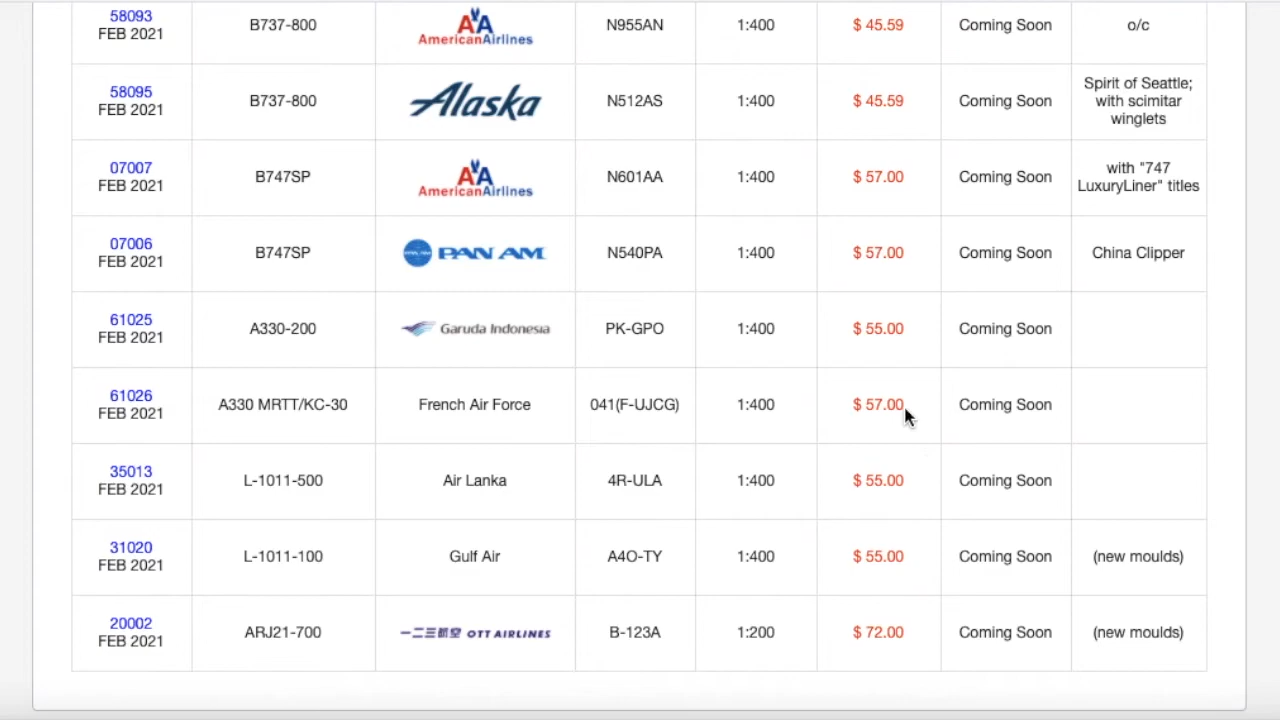 58093
FEB 2021
B737-800
AA
AmericanAirlines
N955AN
1:400
$ 45.59
Coming Soon
o/c
58095
FEB 2021
B737-800
Alaska
N512AS
1:400
$ 45.59
Coming Soon
Spirit of Seattle;
with scimitar
winglets
07007
FEB 2021
B747SP
AA
AmericanAirlines
N601AA
1:400
$ 57.00
Coming Soon
with "747
LuxuryLiner" titles
07006
FEB 2021
B747SP
PAN AM
PAN AM
N540PA
1:400
$ 57.00
Coming Soon
China Clipper
61025
FEB 2021
A330-200
Garuda Indonesia
PK-GPO
1:400
$ 55.00
Coming Soon
61026
FEB 2021
A330 MRTT/KC-30
French Air Force
041(F-UJCG)
1:400
$ 57.00
Coming Soon
35013
FEB 2021
L-1011-500
Air Lanka
4R-ULA
1:400
$ 55.00
Coming Soon
31020
FEB 2021
L-1011-100
Gulf Air
A4O-TY
1:400
$ 55.00
Coming Soon
(new moulds)
20002
FEB 2021
ARJ21-700
一二三航空 OTT AIRLINES
B-123A
1:200
$ 72.00
Coming Soon
(new moulds)